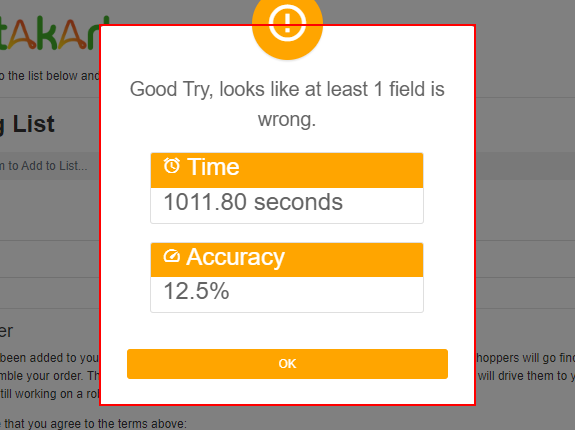 tAkArt
o the list below and
Good Try, looks like at least 1 field is
wrong.
g List
Time
m to Add to List...
1011.80 seconds
Accuracy
12.5%
er
been added to you
hoppers will go find
OK
mble your order. Th
will drive them to y
till working on a rob
e that you agree to the terms above: